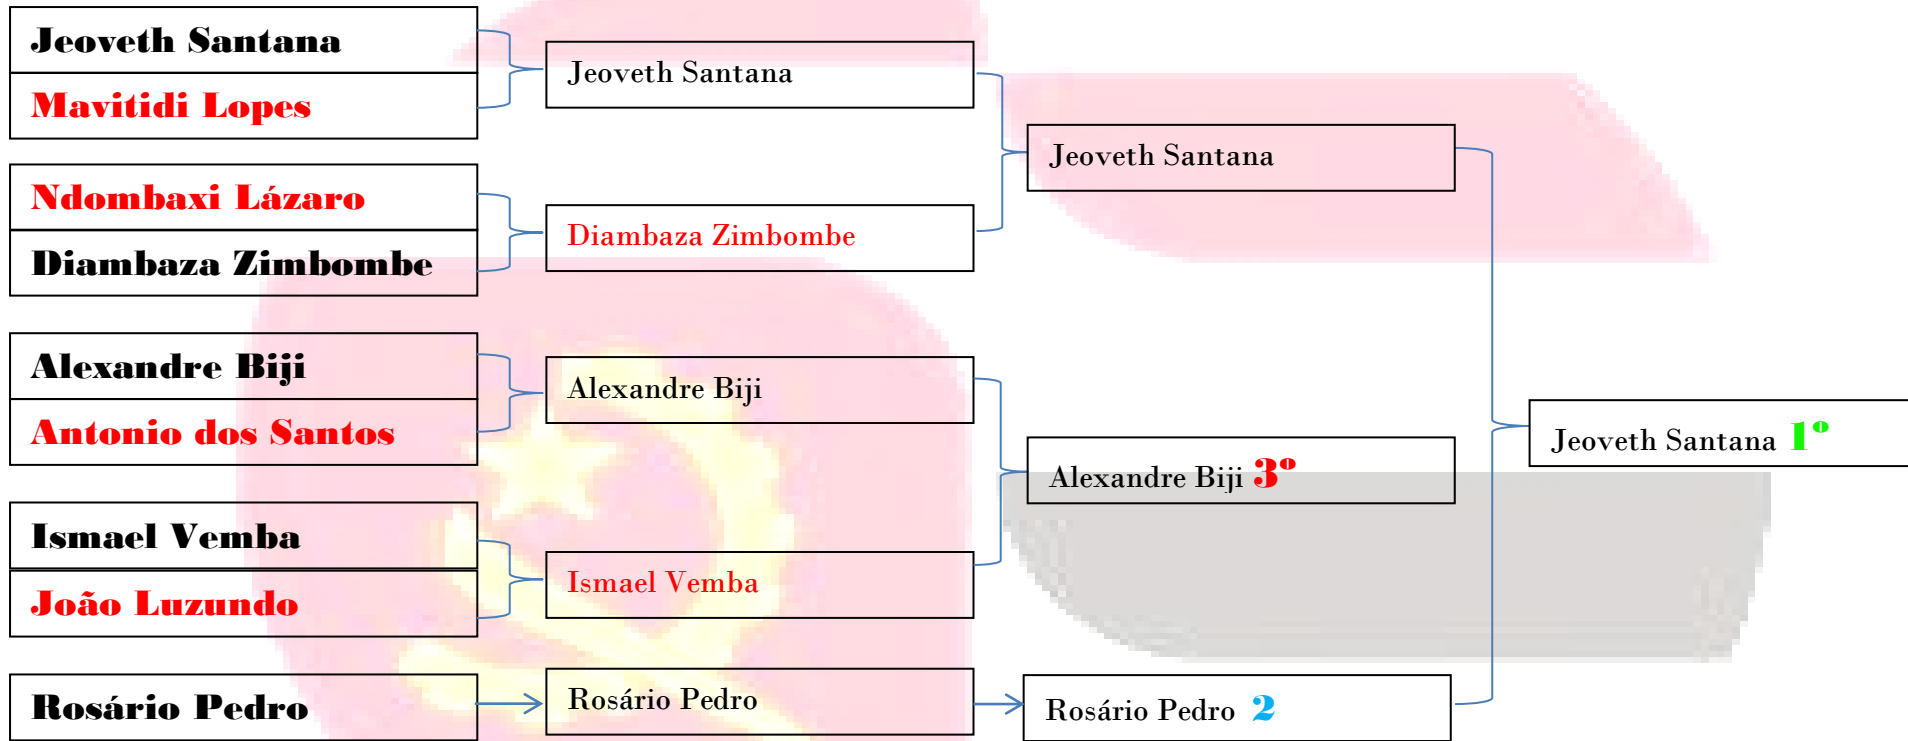 Jeoveth Santana
Mavitidi Lopes
Ndombaxi Lázaro
Diambaza Zimbombe
Alexandre Biji
Antonio dos Santos
Ismael Vemba
João Luzundo
Rosário Pedro
Jeoveth Santana
Diambaza Zimbombe
Alexandre Biji
Ismael Vemba
Rosário Pedro
Jeoveth Santana
Alexandre Biji 3º
Rosário Pedro 2
Jeoveth Santana 1º